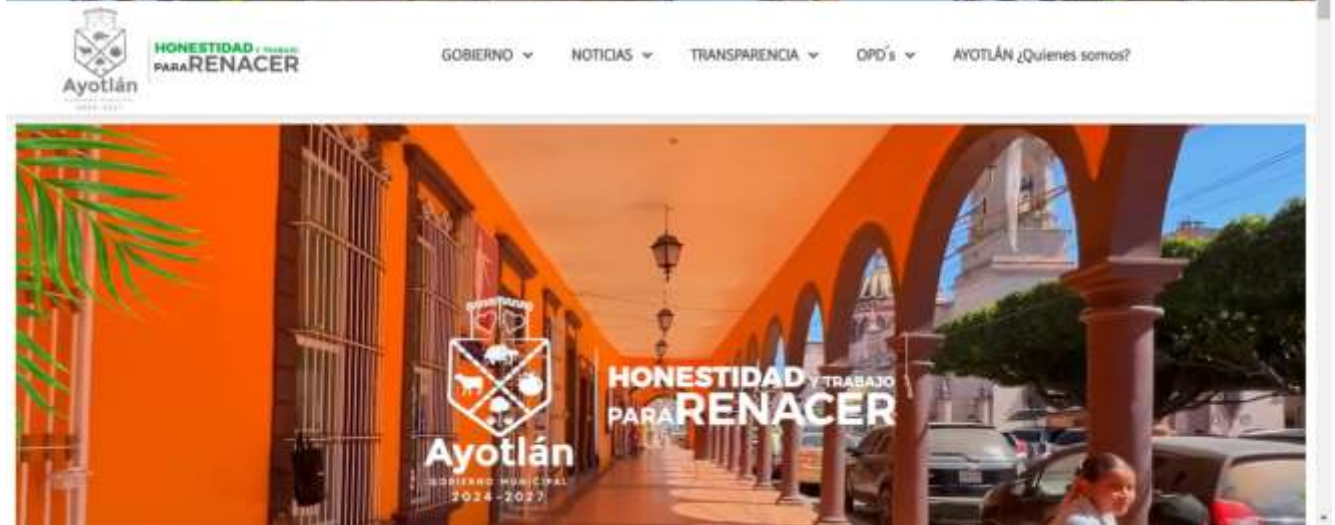 HONESTIDAD Y TRABAJO
PARA RENACER
Ayotlán
GOBIERNO ⌄
NOTICIAS ⌄
TRANSPARENCIA ⌄
OPD´s ⌄
AYOTLÁN ¿Quienes somos?
HONESTIDAD Y TRABAJO
PARA RENACER
Ayotlán
GOBIERNO MUNICIPAL
2024-2027